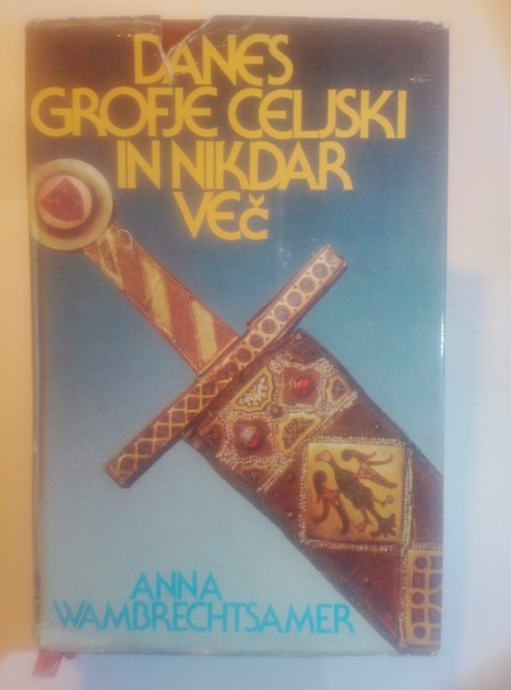 DANES
GROFJE CELJSKI
IN NIKDAR
VEČ
ANNA
WAMBRECHTSAMER